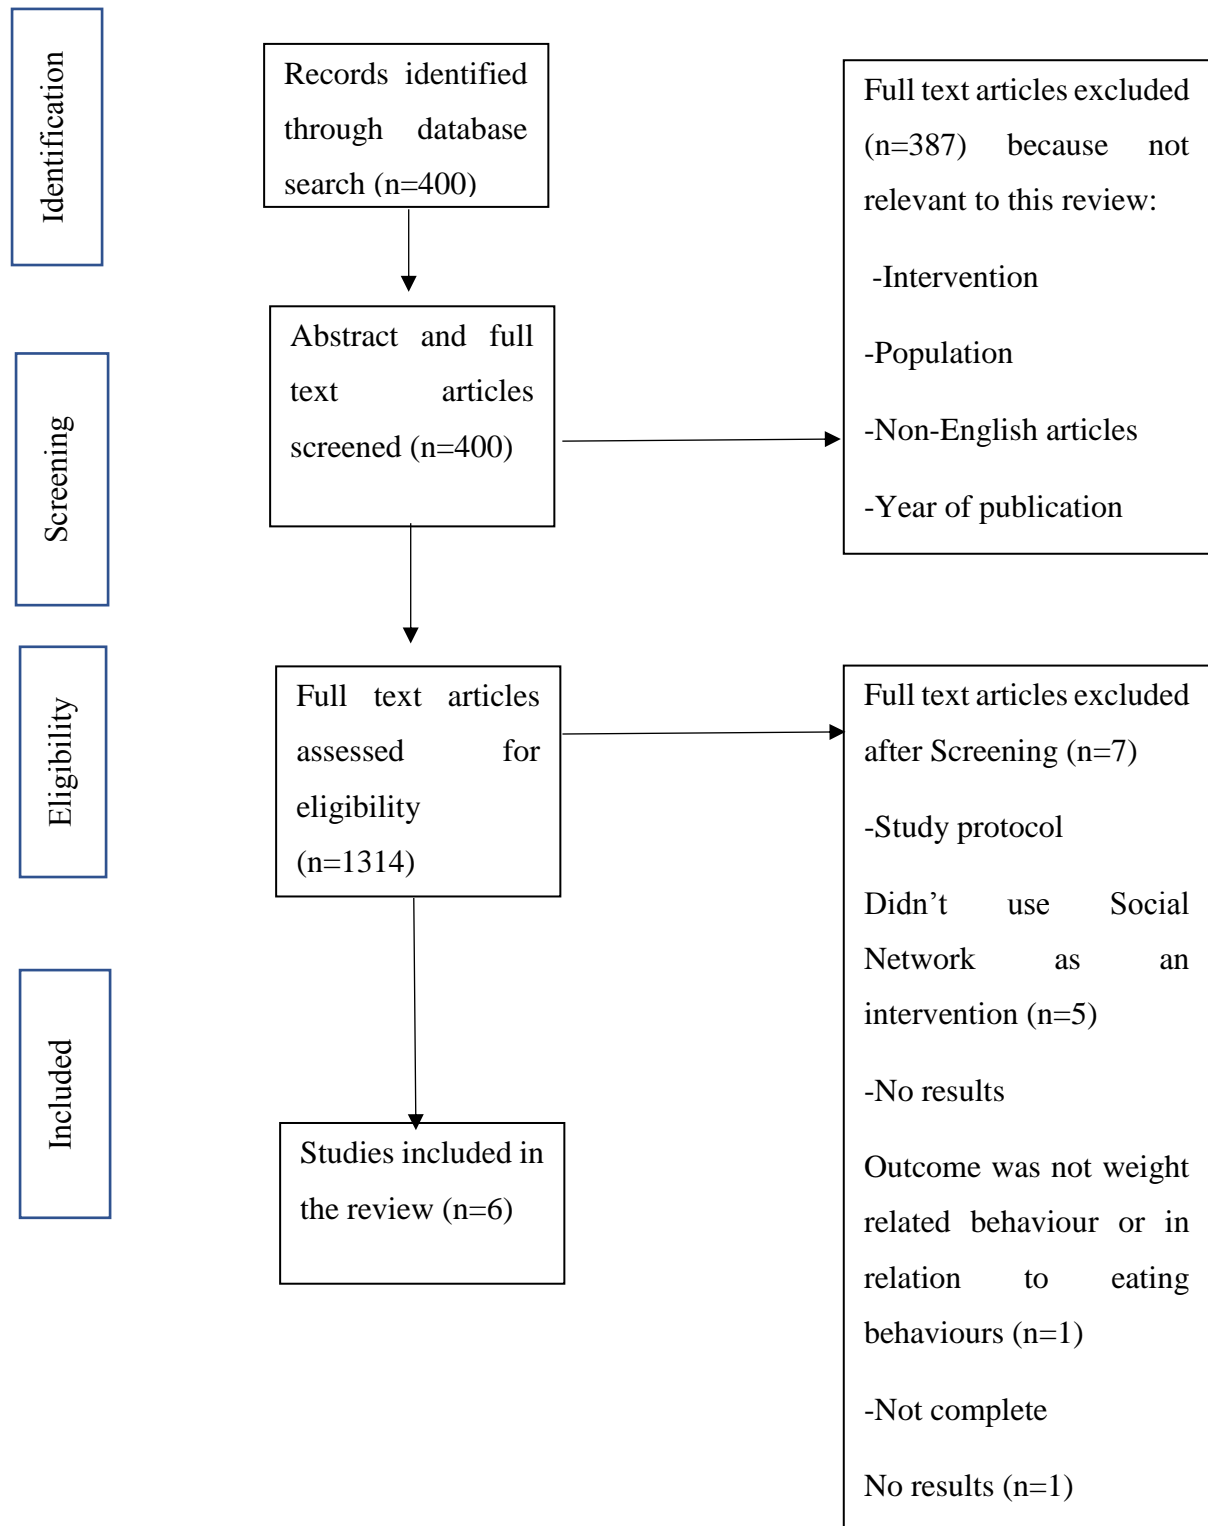 Identification
Records identified
through database
search (n=400)
Full text articles excluded
(n=387) because not
relevant to this review:
-Intervention
-Population
-Non-English articles
-Year of publication
Screening
Abstract and full
text articles
screened (n=400)
Eligibility
Full text articles
assessed for
eligibility
(n=1314)
Full text articles excluded
after Screening (n=7)
-Study protocol
Didn’t use Social
Network as an
intervention (n=5)
-No results
Outcome was not weight
related behaviour or in
relation to eating
behaviours (n=1)
-Not complete
No results (n=1)
Included
Studies included in
the review (n=6)